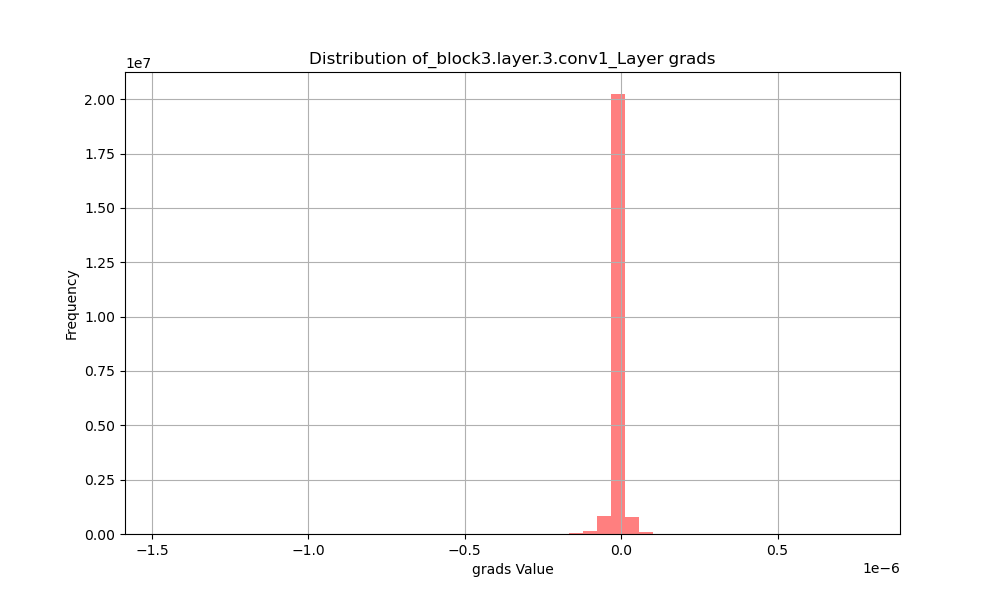 Distribution of_block3.layer.3.conv1_Layer grads
1e7
2.00
1.75
1.50
1.25
1.00
0.75
0.50
0.25
0.00
Frequency
−1.5 −1.0 −0.5 0.0 0.5
grads Value
1e−6